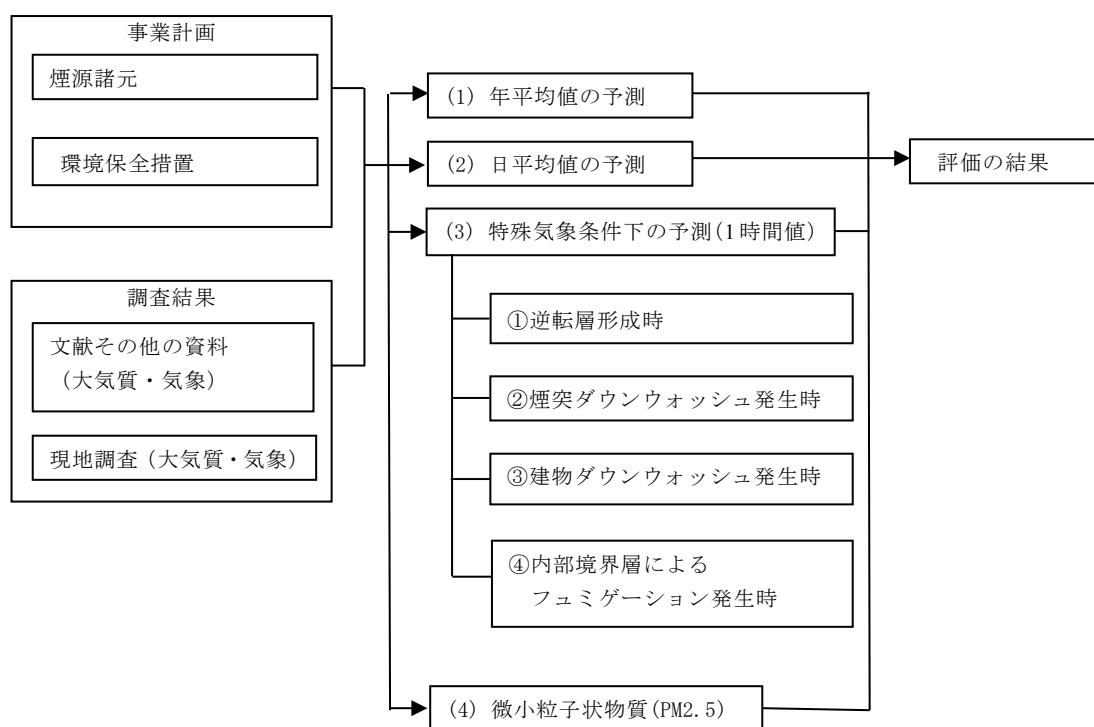 事業計画
煙源諸元
環境保全措置
調査結果
文献その他の資料
（大気質・気象）
現地調査（大気質・気象）
(1) 年平均値の予測
(2) 日平均値の予測
(3) 特殊気象条件下の予測(1時間値)
①逆転層形成時
②煙突ダウンウォッシュ発生時
③建物ダウンウォッシュ発生時
④内部境界層による
フュミゲーション発生時
(4) 微小粒子状物質(PM2.5)
評価の結果